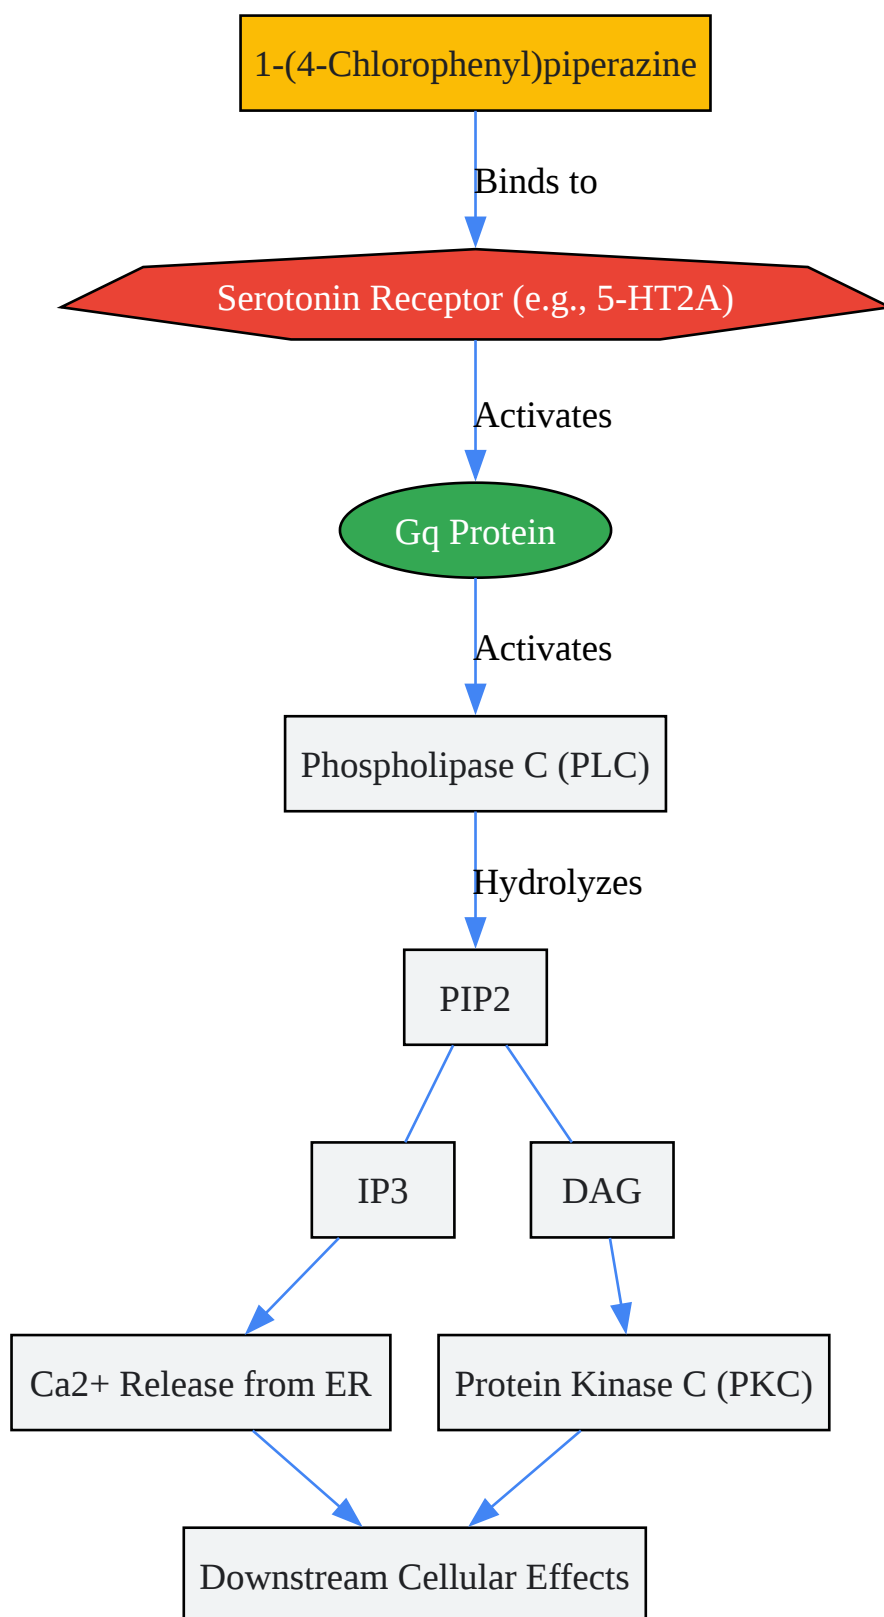 1-(4-Chlorophenyl)piperazine
Binds to
Serotonin Receptor (e.g., 5-HT2A)
Activates
Gq Protein
Activates
Phospholipase C (PLC)
Hydrolyzes
PIP2
IP3
DAG
Ca2+ Release from ER
Protein Kinase C (PKC)
Downstream Cellular Effects